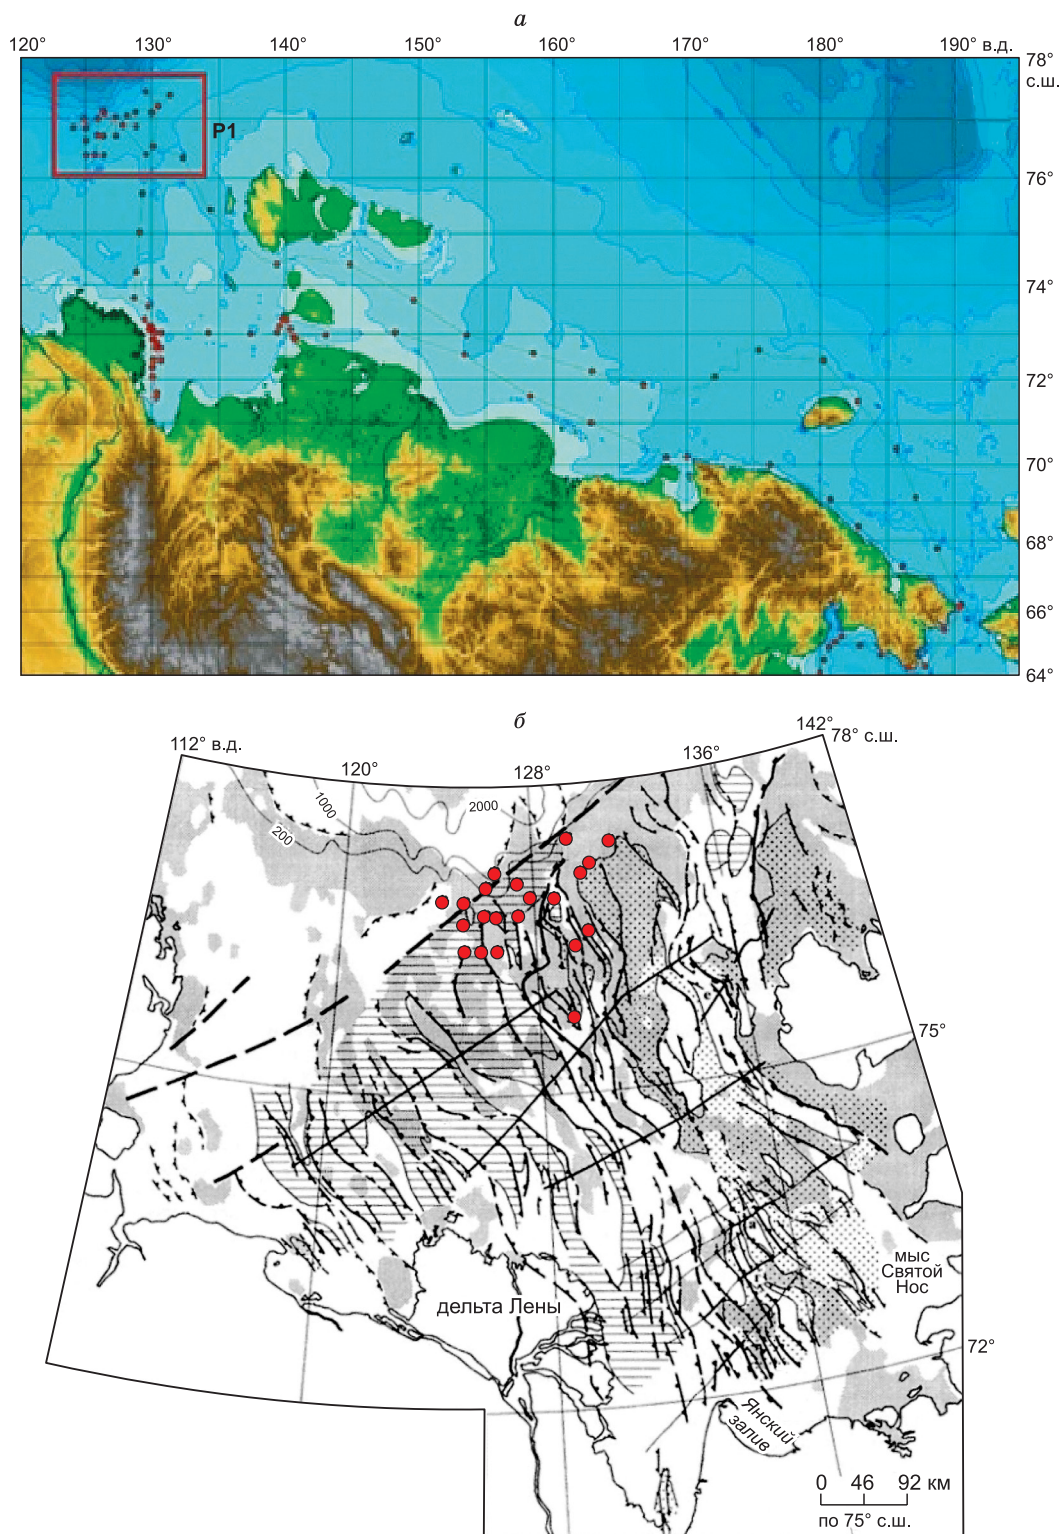 а
120° 130° 140° 150° 160° 170° 180° 190° в.д.
78°
с.ш.
P1
76°
74°
72°
70°
68°
66°
64°
б
112° в.д.
120°
128°
136°
142°
78° с.ш.
1000
2000
200
75°
мыс
Святой
Нос
дельта Лены
72°
Янский
залив
0 46 92 км
по 75° с.ш.